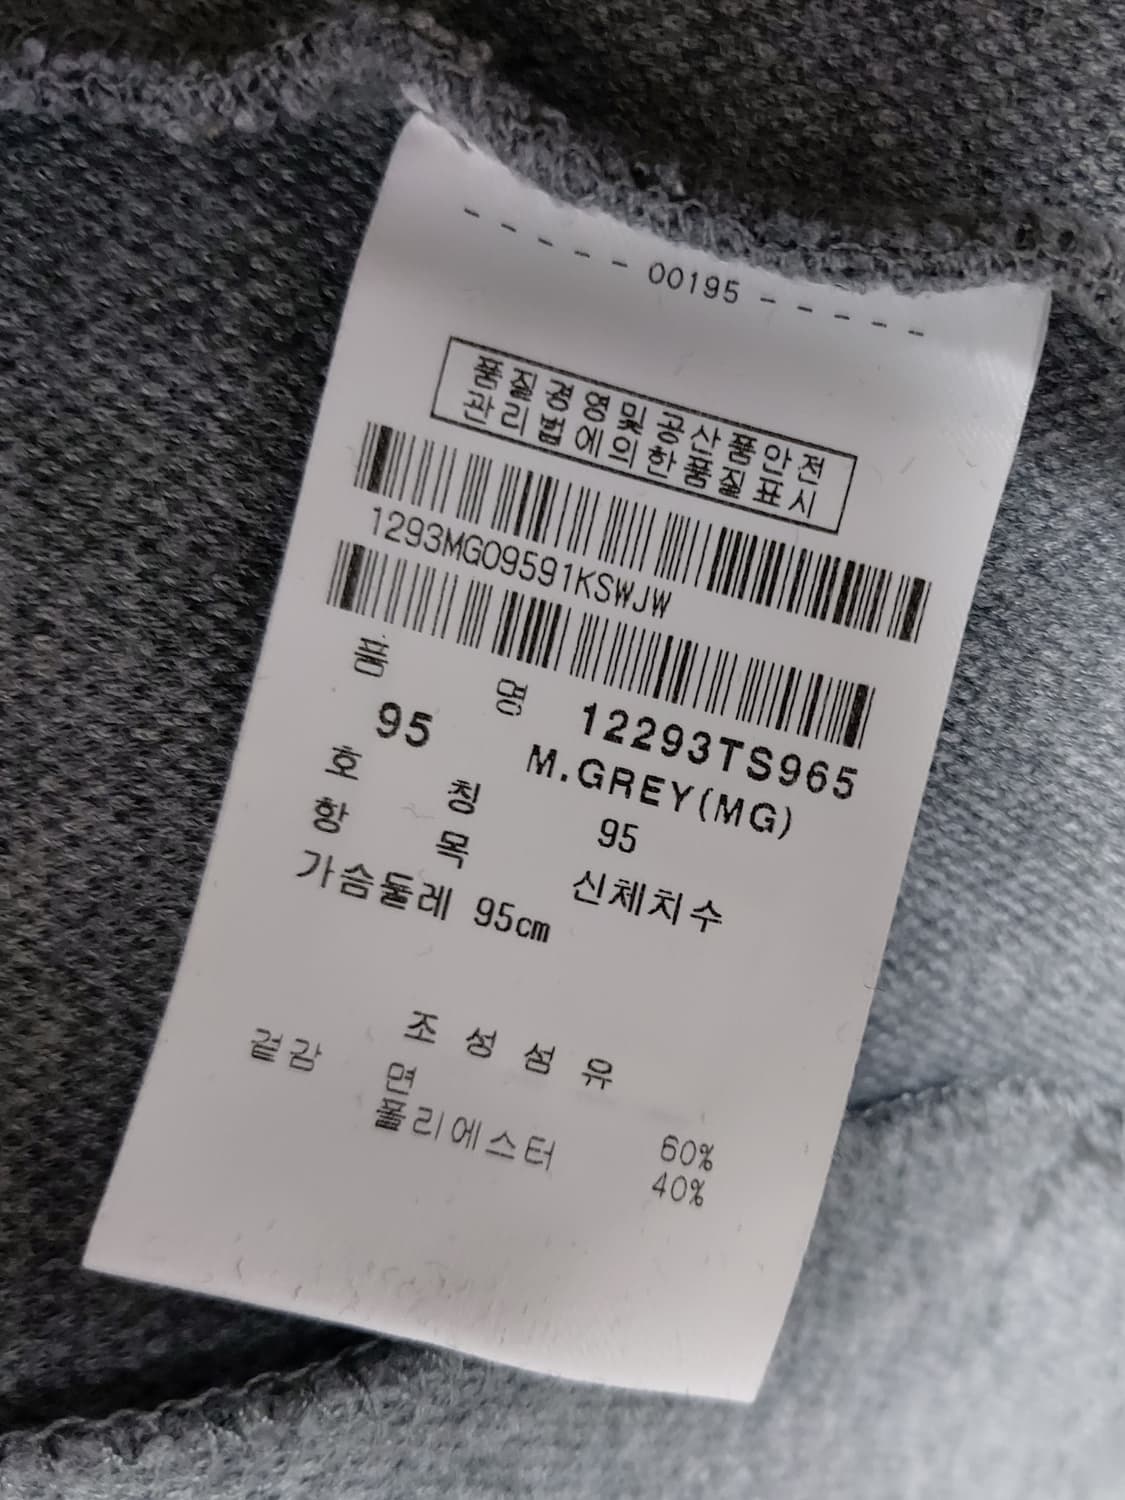 - - - - - - 00195 - - - - -
품질경영및공산품안전
관리법에의한품질표시
1293MG09591KSWJW
품 명 12293TS965
95 M.GREY(MG)
호 칭 95
항 목 신체치수
가슴둘레 95cm
조 성 섬 유
겉감 면 60%
폴리에스터 40%